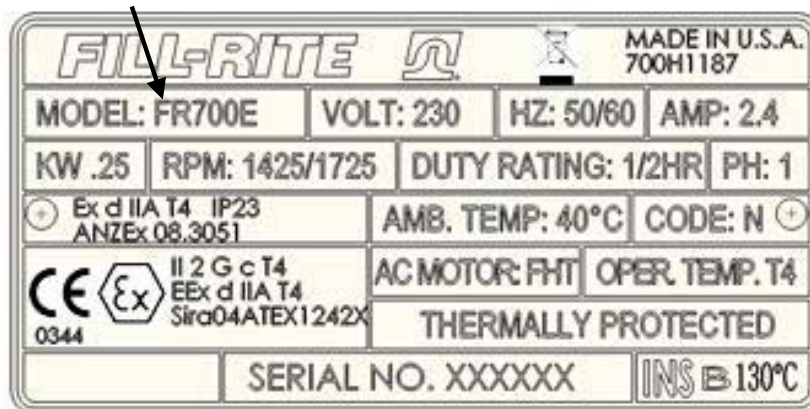 FILL-RITE MADE IN U.S.A.
700H1187
MODEL: FR700E VOLT: 230 HZ: 50/60 AMP: 2.4
KW .25 RPM: 1425/1725 DUTY RATING: 1/2HR PH: 1
Ex d IIA T4 IP23
ANZEx 08.3051
AMB. TEMP: 40°C CODE: N
CE 0344 Ex
II 2 G c T4
EEx d IIA T4
Sira04ATEX1242X
AC MOTOR: FHT OPER. TEMP. T4
THERMALLY PROTECTED
SERIAL NO. XXXXXX INS B 130°C